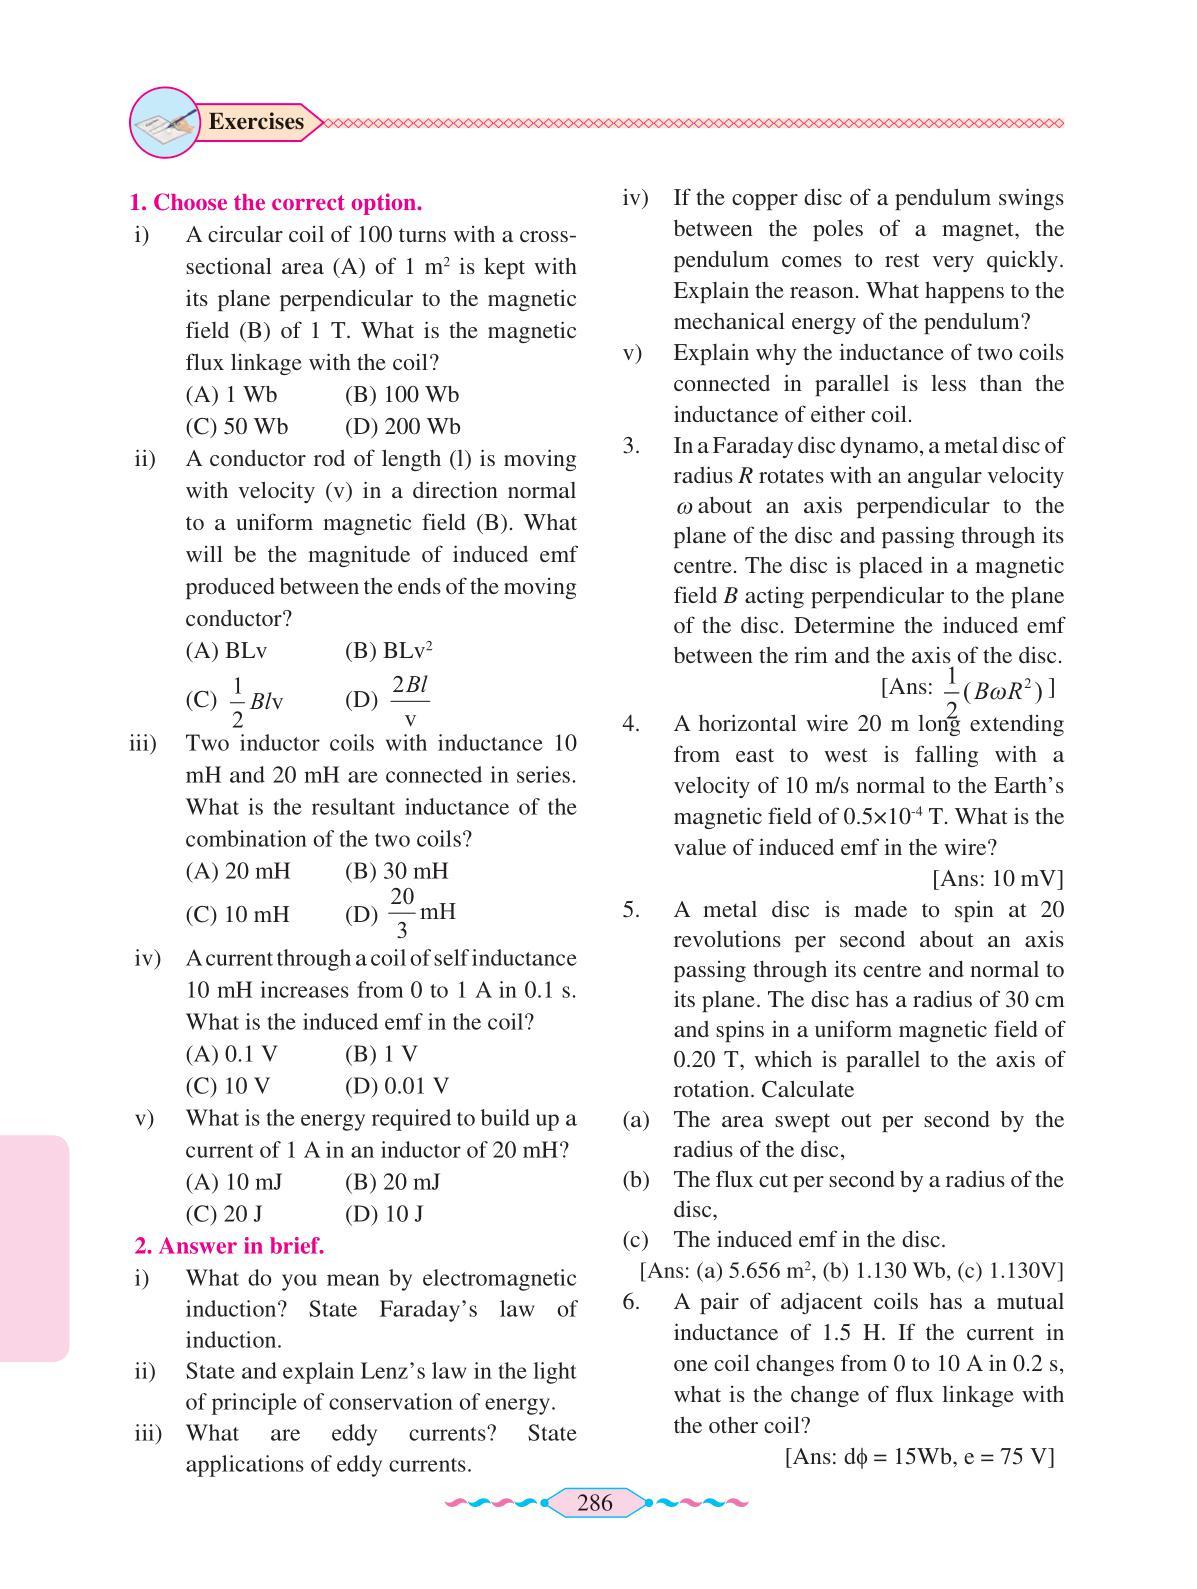 Exercises
1. Choose the correct option.
i) A circular coil of 100 turns with a cross-
sectional area (A) of 1 m² is kept with
its plane perpendicular to the magnetic
field (B) of 1 T. What is the magnetic
flux linkage with the coil?
(A) 1 Wb (B) 100 Wb
(C) 50 Wb (D) 200 Wb
ii) A conductor rod of length (l) is moving
with velocity (v) in a direction normal
to a uniform magnetic field (B). What
will be the magnitude of induced emf
produced between the ends of the moving
conductor?
(A) BLv (B) BLv²
(C) 1/2 Blv (D) 2Bl/v
iii) Two inductor coils with inductance 10
mH and 20 mH are connected in series.
What is the resultant inductance of the
combination of the two coils?
(A) 20 mH (B) 30 mH
(C) 10 mH (D) 20/3 mH
iv) A current through a coil of self inductance
10 mH increases from 0 to 1 A in 0.1 s.
What is the induced emf in the coil?
(A) 0.1 V (B) 1 V
(C) 10 V (D) 0.01 V
v) What is the energy required to build up a
current of 1 A in an inductor of 20 mH?
(A) 10 mJ (B) 20 mJ
(C) 20 J (D) 10 J
2. Answer in brief.
i) What do you mean by electromagnetic
induction? State Faraday’s law of
induction.
ii) State and explain Lenz’s law in the light
of principle of conservation of energy.
iii) What are eddy currents? State
applications of eddy currents.
iv) If the copper disc of a pendulum swings
between the poles of a magnet, the
pendulum comes to rest very quickly.
Explain the reason. What happens to the
mechanical energy of the pendulum?
v) Explain why the inductance of two coils
connected in parallel is less than the
inductance of either coil.
3. In a Faraday disc dynamo, a metal disc of
radius R rotates with an angular velocity
ω about an axis perpendicular to the
plane of the disc and passing through its
centre. The disc is placed in a magnetic
field B acting perpendicular to the plane
of the disc. Determine the induced emf
between the rim and the axis of the disc.
[Ans: 1/2 (BωR²) ]
4. A horizontal wire 20 m long extending
from east to west is falling with a
velocity of 10 m/s normal to the Earth’s
magnetic field of 0.5×10⁻⁴ T. What is the
value of induced emf in the wire?
[Ans: 10 mV]
5. A metal disc is made to spin at 20
revolutions per second about an axis
passing through its centre and normal to
its plane. The disc has a radius of 30 cm
and spins in a uniform magnetic field of
0.20 T, which is parallel to the axis of
rotation. Calculate
(a) The area swept out per second by the
radius of the disc,
(b) The flux cut per second by a radius of the
disc,
(c) The induced emf in the disc.
[Ans: (a) 5.656 m², (b) 1.130 Wb, (c) 1.130V]
6. A pair of adjacent coils has a mutual
inductance of 1.5 H. If the current in
one coil changes from 0 to 10 A in 0.2 s,
what is the change of flux linkage with
the other coil?
[Ans: dϕ = 15Wb, e = 75 V]
286